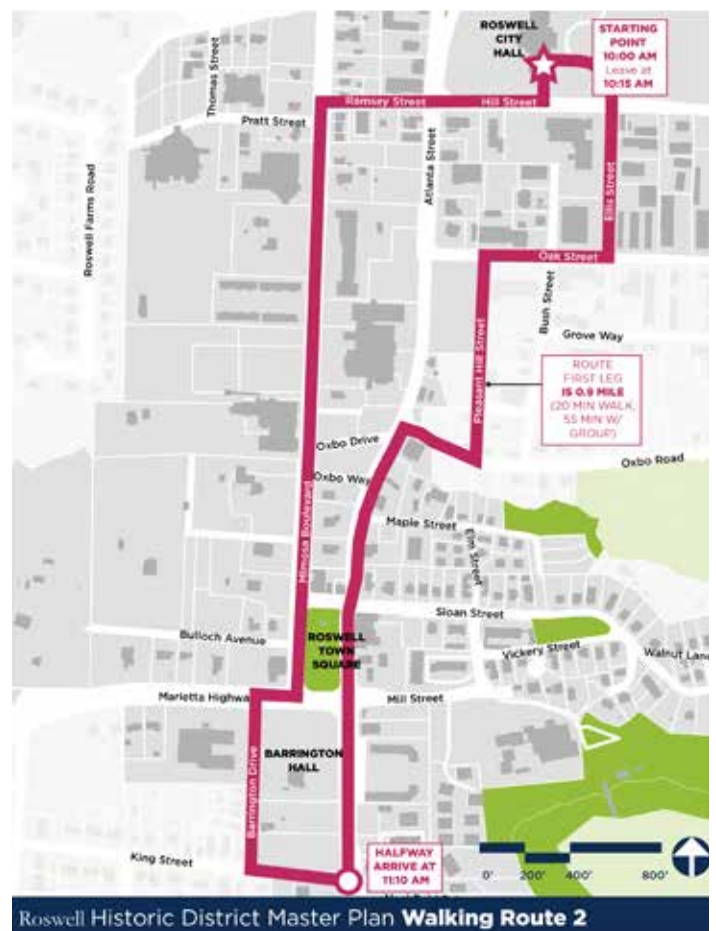 ROSWELL
CITY
HALL
STARTING
POINT
10:00 AM
Leave at
10:15 AM
Thomas Street
Ramsey Street
Hill Street
Pratt Street
Atlanta Street
Ellis Street
Roswell Farms Road
Oak Street
Bush Street
Grove Way
Pleasant Hill Street
ROUTE
FIRST LEG
IS 0.9 MILE
(20 MIN WALK,
55 MIN W/
GROUP)
Oxbo Drive
Oxbo Road
Oxbo Way
Mimosa Boulevard
Maple Street
Elm Street
Sloan Street
Bulloch Avenue
ROSWELL
TOWN
SQUARE
Vickery Street
Walnut Lane
Marietta Highwa
Mill Street
BARRINGTON
HALL
Barrington Drive
King Street
HALFWAY
ARRIVE AT
11:10 AM
0' 200' 400' 800'
Roswell Historic District Master Plan Walking Route 2